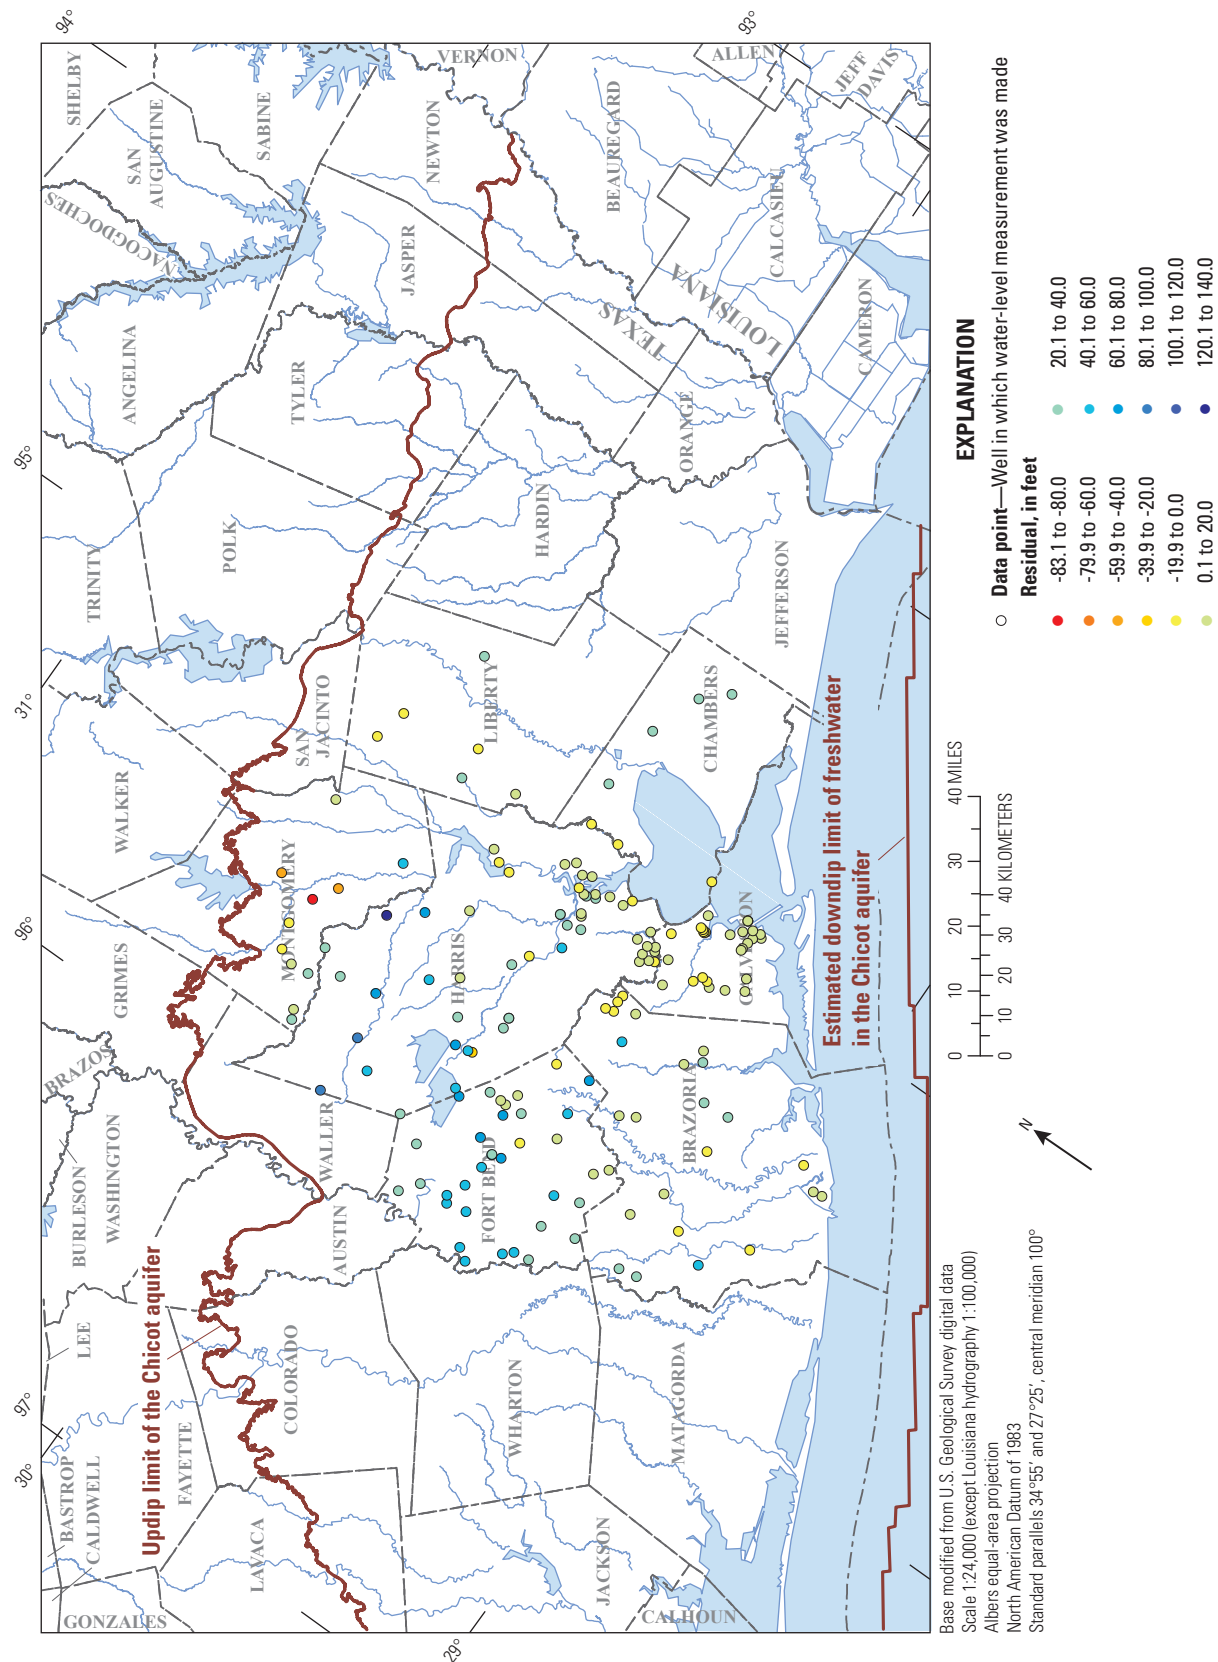 97°
96°
95°
94°
30°
31°
29°
93°
BASTROP
CALDWELL
GONZALES
LEE
FAYETTE
LAVACA
BURLESON
WASHINGTON
BRAZOS
GRIMES
WALKER
TRINITY
POLK
ANGELINA
NACOGDOCHES
SHELBY
SAN
AUGUSTINE
SABINE
VERNON
Updip limit of the Chicot aquifer
COLORADO
AUSTIN
WALLER
MONTGOMERY
SAN
JACINTO
TYLER
JASPER
NEWTON
HARDIN
LIBERTY
HARRIS
FORT BEND
WHARTON
JACKSON
CALHOUN
MATAGORDA
BRAZORIA
GALVESTON
CHAMBERS
JEFFERSON
ORANGE
TEXAS
LOUISIANA
BEAUREGARD
ALLEN
JEFF
DAVIS
CALCASIEU
CAMERON
Estimated downdip limit of freshwater
in the Chicot aquifer
Base modified from U.S. Geological Survey digital data
Scale 1:24,000 (except Louisiana hydrography 1:100,000)
Albers equal-area projection
North American Datum of 1983
Standard parallels 34°55′ and 27°25′, central meridian 100°
N
0 10 20 30 40 MILES
0 10 20 30 40 KILOMETERS
EXPLANATION
Data point—Well in which water-level measurement was made
Residual, in feet
-83.1 to -80.0
-79.9 to -60.0
-59.9 to -40.0
-39.9 to -20.0
-19.9 to 0.0
0.1 to 20.0
20.1 to 40.0
40.1 to 60.0
60.1 to 80.0
80.1 to 100.0
100.1 to 120.0
120.1 to 140.0